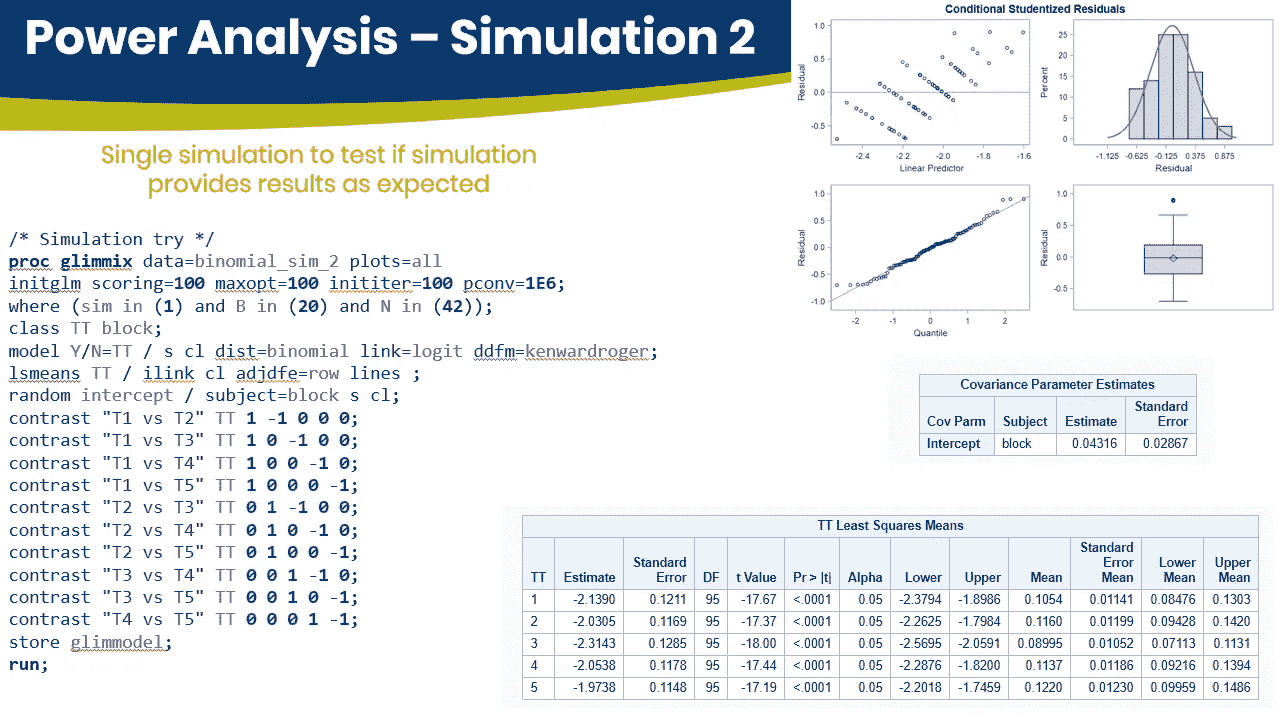 Power Analysis – Simulation 2
Single simulation to test if simulation
provides results as expected
/* Simulation try */
proc glimmix data=binomial_sim_2 plots=all
initglm scoring=100 maxopt=100 inititer=100 pconv=1E6;
where (sim in (1) and B in (20) and N in (42));
class TT block;
model Y/N=TT / s cl dist=binomial link=logit ddfm=kenwardroger;
lsmeans TT / ilink cl adjdfe=row lines ;
random intercept / subject=block s cl;
contrast "T1 vs T2" TT 1 -1 0 0 0;
contrast "T1 vs T3" TT 1 0 -1 0 0;
contrast "T1 vs T4" TT 1 0 0 -1 0;
contrast "T1 vs T5" TT 1 0 0 0 -1;
contrast "T2 vs T3" TT 0 1 -1 0 0;
contrast "T2 vs T4" TT 0 1 0 -1 0;
contrast "T2 vs T5" TT 0 1 0 0 -1;
contrast "T3 vs T4" TT 0 0 1 -1 0;
contrast "T3 vs T5" TT 0 0 1 0 -1;
contrast "T4 vs T5" TT 0 0 0 1 -1;
store glimmodel;
run;
Conditional Studentized Residuals
Residual
1.0
0.5
0.0
-0.5
-2.4 -2.2 -2.0 -1.8 -1.6
Linear Predictor
Percent
25
20
15
10
5
0
-1.125 -0.625 -0.125 0.375 0.875
Residual
Residual
1.0
0.5
0.0
-0.5
-1.0
-2 -1 0 1 2
Quantile
Residual
1.0
0.5
0.0
-0.5
Covariance Parameter Estimates
Cov Parm Subject Estimate Standard Error
Intercept block 0.04316 0.02867
TT Least Squares Means
TT Estimate Standard Error DF t Value Pr > |t| Alpha Lower Upper Mean Standard Error Mean Lower Mean Upper Mean
1 -2.1390 0.1211 95 -17.67 <.0001 0.05 -2.3794 -1.8986 0.1054 0.01141 0.08476 0.1303
2 -2.0305 0.1169 95 -17.37 <.0001 0.05 -2.2625 -1.7984 0.1160 0.01199 0.09428 0.1420
3 -2.3143 0.1285 95 -18.00 <.0001 0.05 -2.5695 -2.0591 0.08995 0.01052 0.07113 0.1131
4 -2.0538 0.1178 95 -17.44 <.0001 0.05 -2.2876 -1.8200 0.1137 0.01186 0.09216 0.1394
5 -1.9738 0.1148 95 -17.19 <.0001 0.05 -2.2018 -1.7459 0.1220 0.01230 0.09959 0.1486